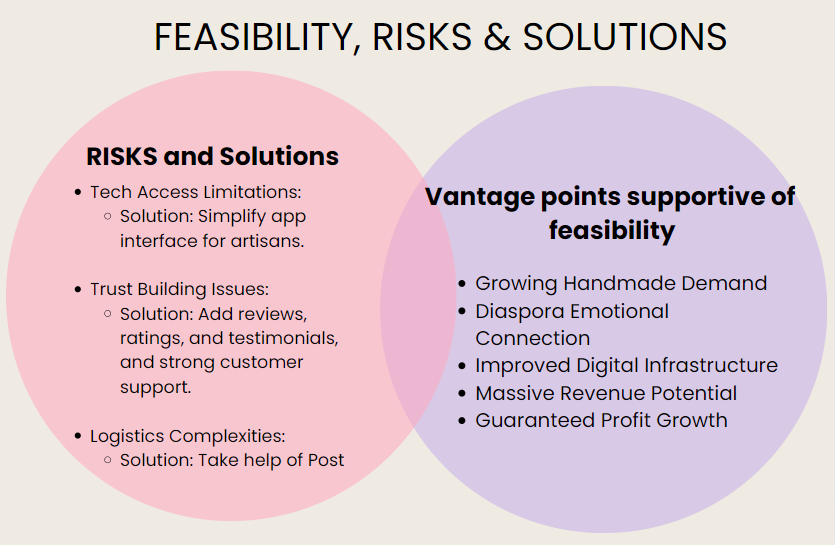 FEASIBILITY, RISKS & SOLUTIONS
RISKS and Solutions
• Tech Access Limitations:
○ Solution: Simplify app
interface for artisans.
• Trust Building Issues:
○ Solution: Add reviews,
ratings, and testimonials,
and strong customer
support.
• Logistics Complexities:
○ Solution: Take help of Post
Vantage points supportive of
feasibility
• Growing Handmade Demand
• Diaspora Emotional
Connection
• Improved Digital Infrastructure
• Massive Revenue Potential
• Guaranteed Profit Growth